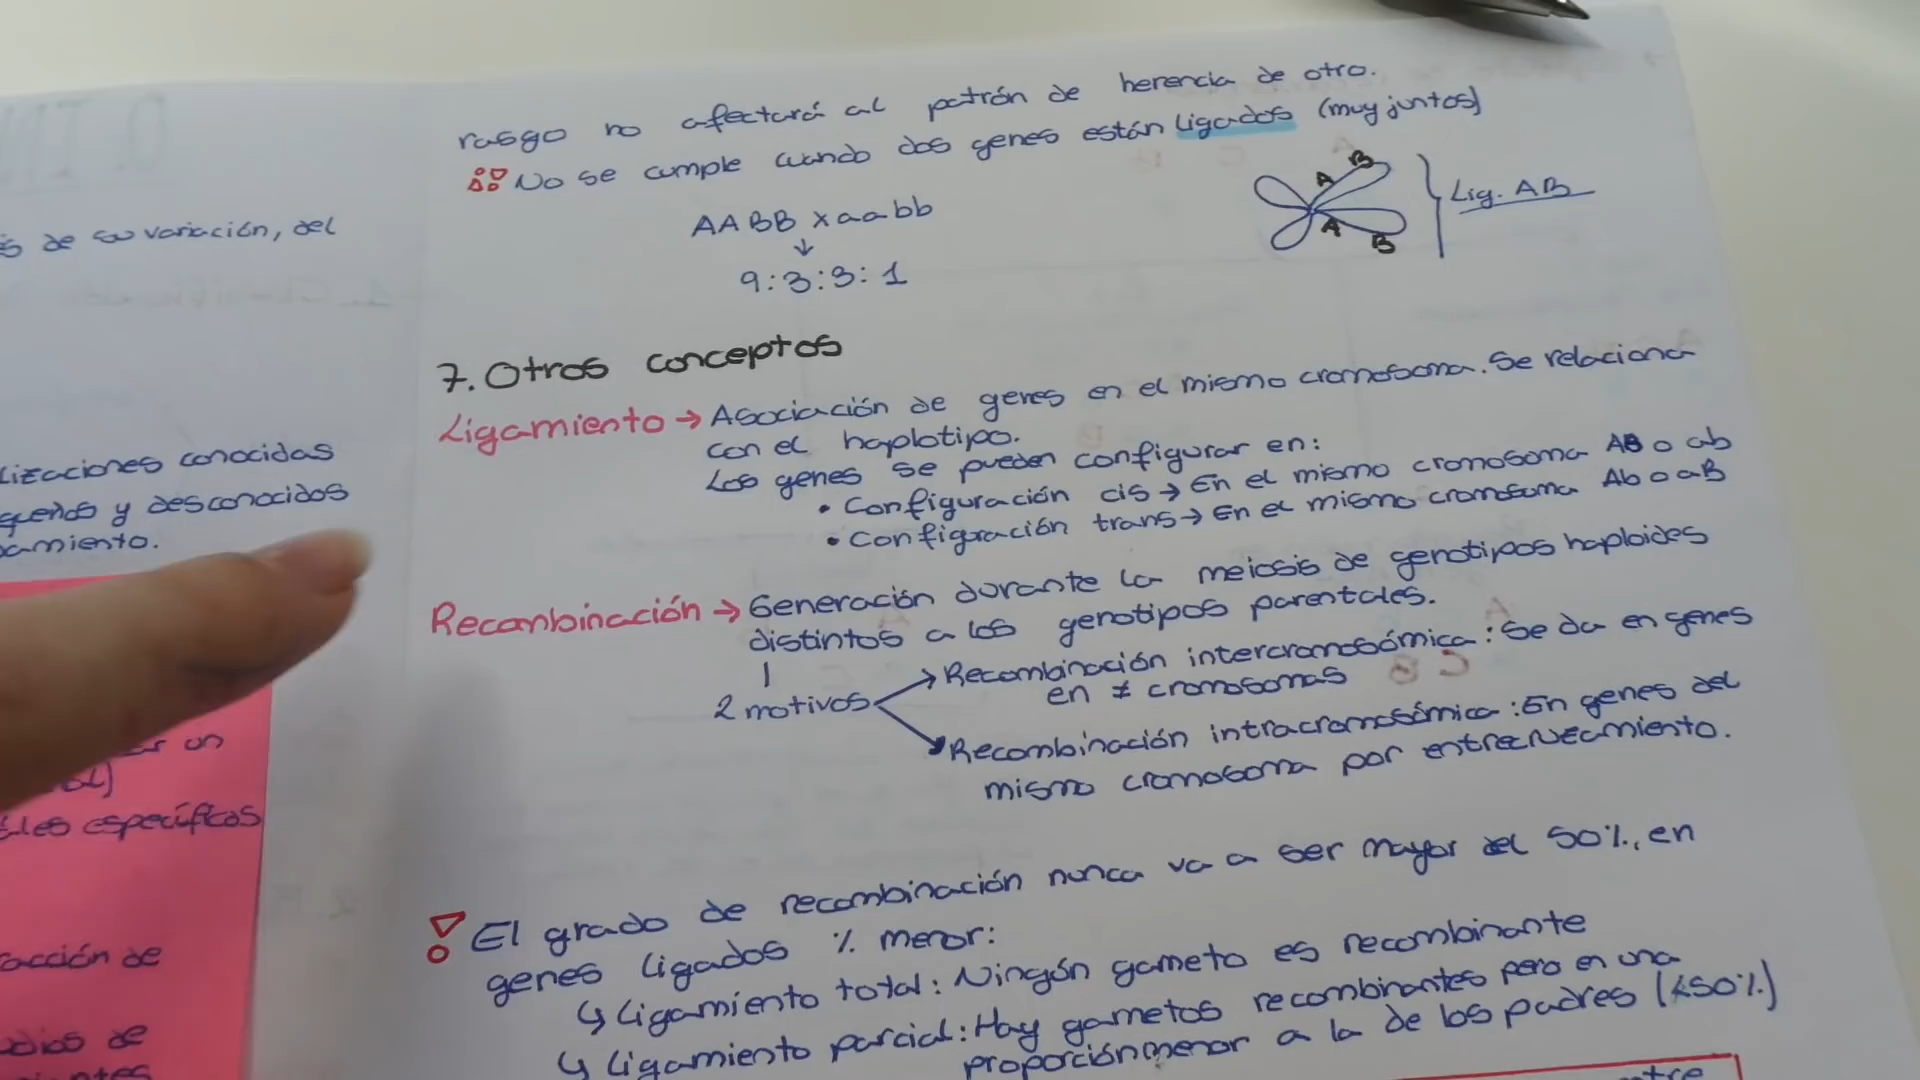 rasgo no afectará al patrón de herencia de otro.
No se cumple cuando dos genes están ligados (muy juntos)
AABB x aabb
↓
9:3:3:1
A B
A B
Lig. AB
7. Otros conceptos
Ligamiento → Asociación de genes en el mismo cromosoma. Se relaciona
con el haplotipo.
Los genes se pueden configurar en:
• Configuración cis → En el mismo cromosoma AB o ab
• Configuración trans → En el mismo cromosoma Ab o aB
Recombinación → Generación durante la meiosis de genotipos haploides
distintos a los genotipos parentales.
2 motivos
Recombinación intercromosómica: Se da en genes
en ≠ cromosomas
Recombinación intracromosómica: En genes del
mismo cromosoma por entrecruzamiento.
El grado de recombinación nunca va a ser mayor del 50%, en
genes ligados % menor:
↳ Ligamiento total: Ningún gameto es recombinante
↳ Ligamiento parcial: Hay gametos recombinantes pero en una
proporción menor a la de los padres (<50%)
de su variación, del
lizaciones conocidas
y desconocidos
amiento.
un
específicos
acción de
dios de